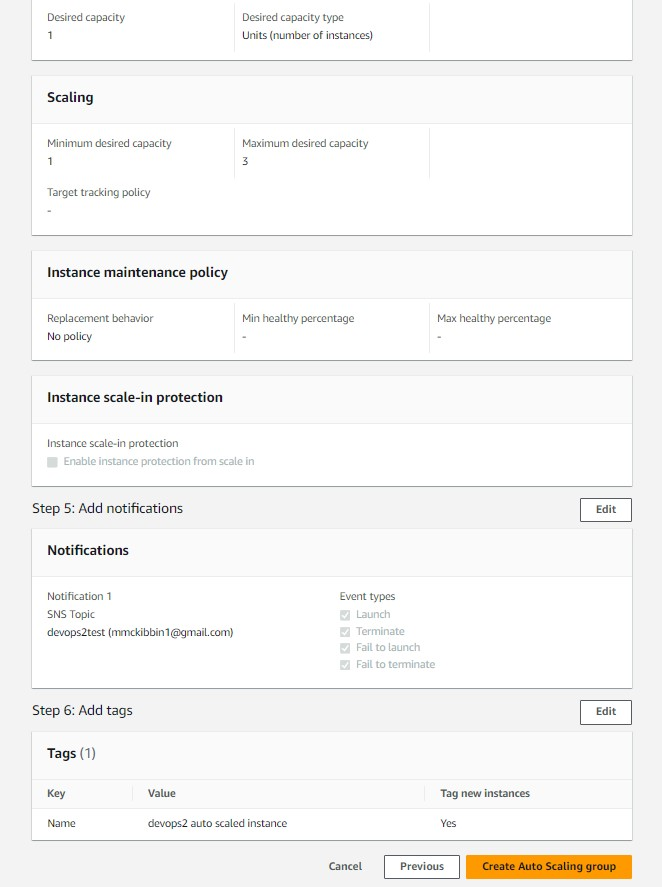 Desired capacity
Desired capacity type
1
Units (number of instances)
Scaling
Minimum desired capacity
Maximum desired capacity
1
3
Target tracking policy
-
Instance maintenance policy
Replacement behavior
Min healthy percentage
Max healthy percentage
No policy
-
-
Instance scale-in protection
Instance scale-in protection
Enable instance protection from scale in
Step 5: Add notifications
Edit
Notifications
Notification 1
Event types
SNS Topic
Launch
devops2test (mmckibbin1@gmail.com)
Terminate
Fail to launch
Fail to terminate
Step 6: Add tags
Edit
Tags (1)
Key
Value
Tag new instances
Name
devops2 auto scaled instance
Yes
Cancel
Previous
Create Auto Scaling group